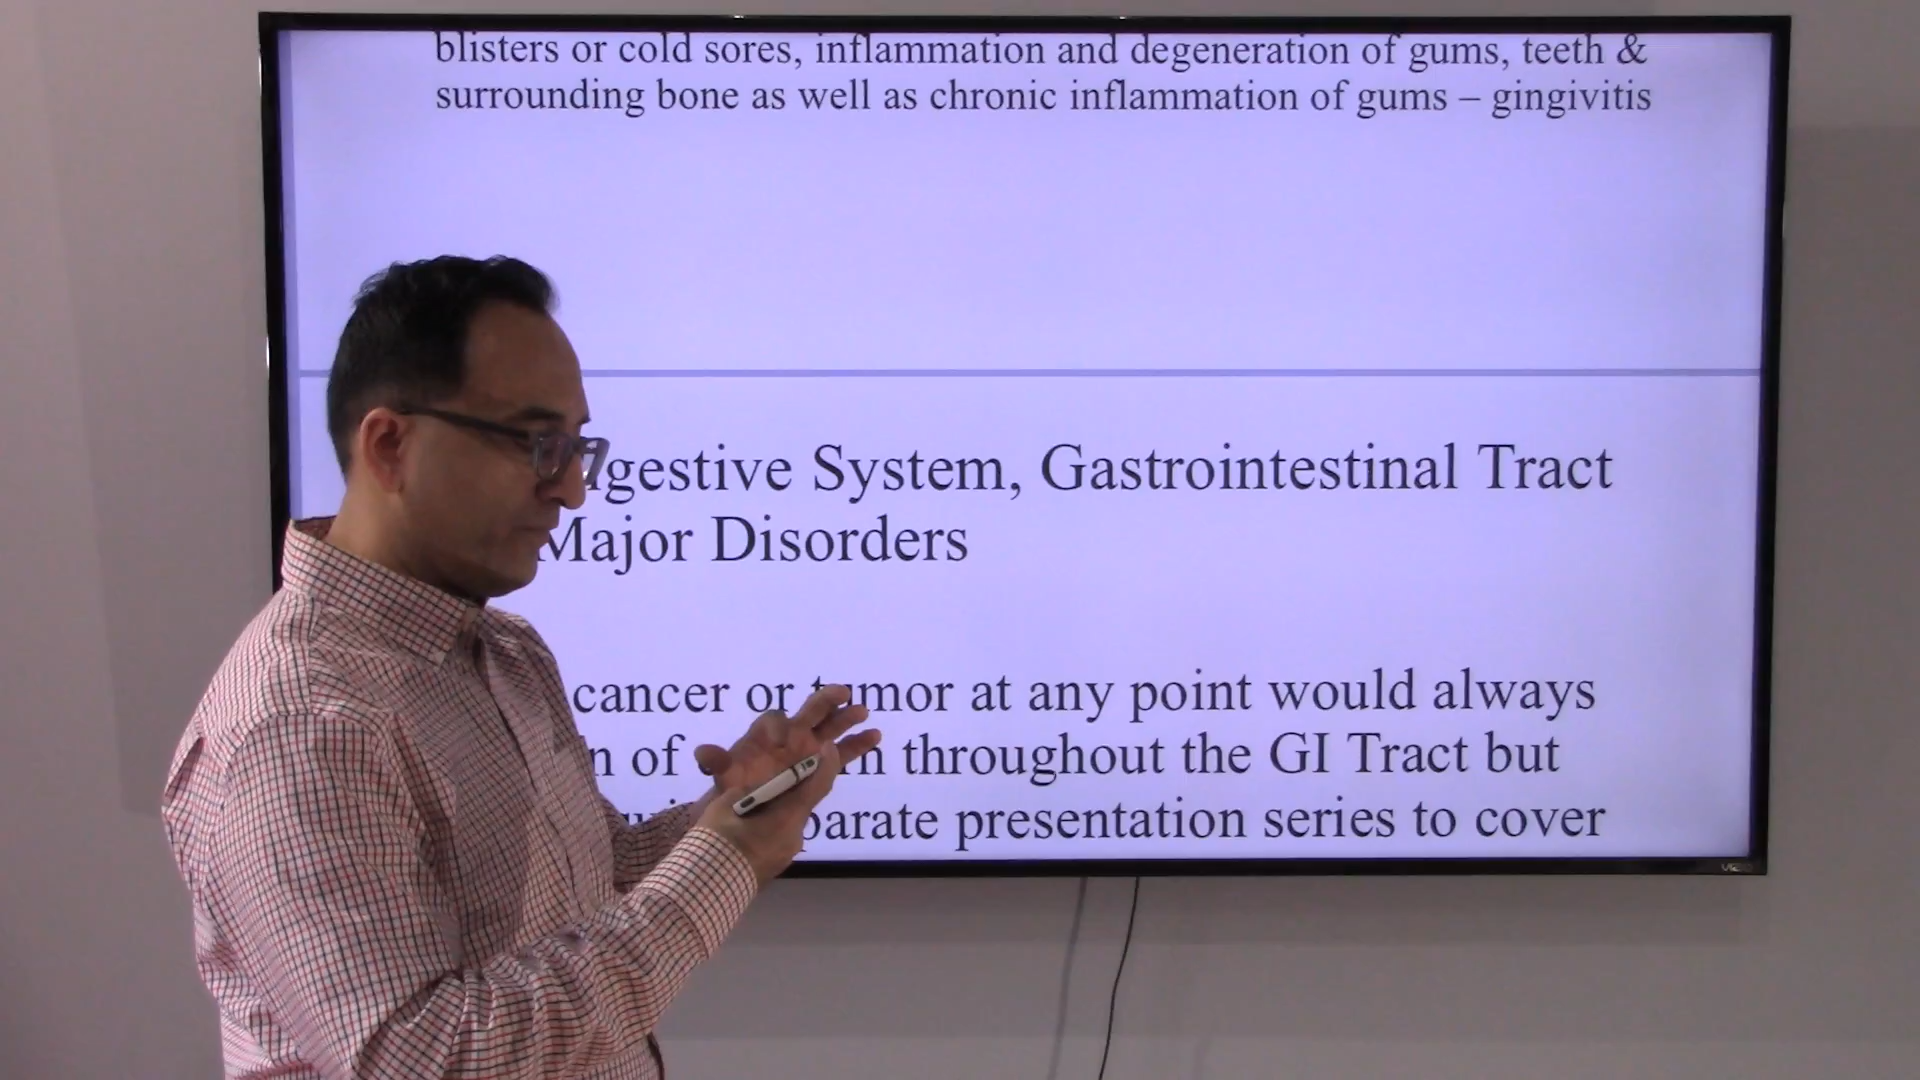 blisters or cold sores, inflammation and degeneration of gums, teeth &
surrounding bone as well as chronic inflammation of gums – gingivitis
System, Gastrointestinal Tract
Major Disorders
cancer or tumor at any point would always
of throughout the GI Tract but
presentation series to cover
VIZIO